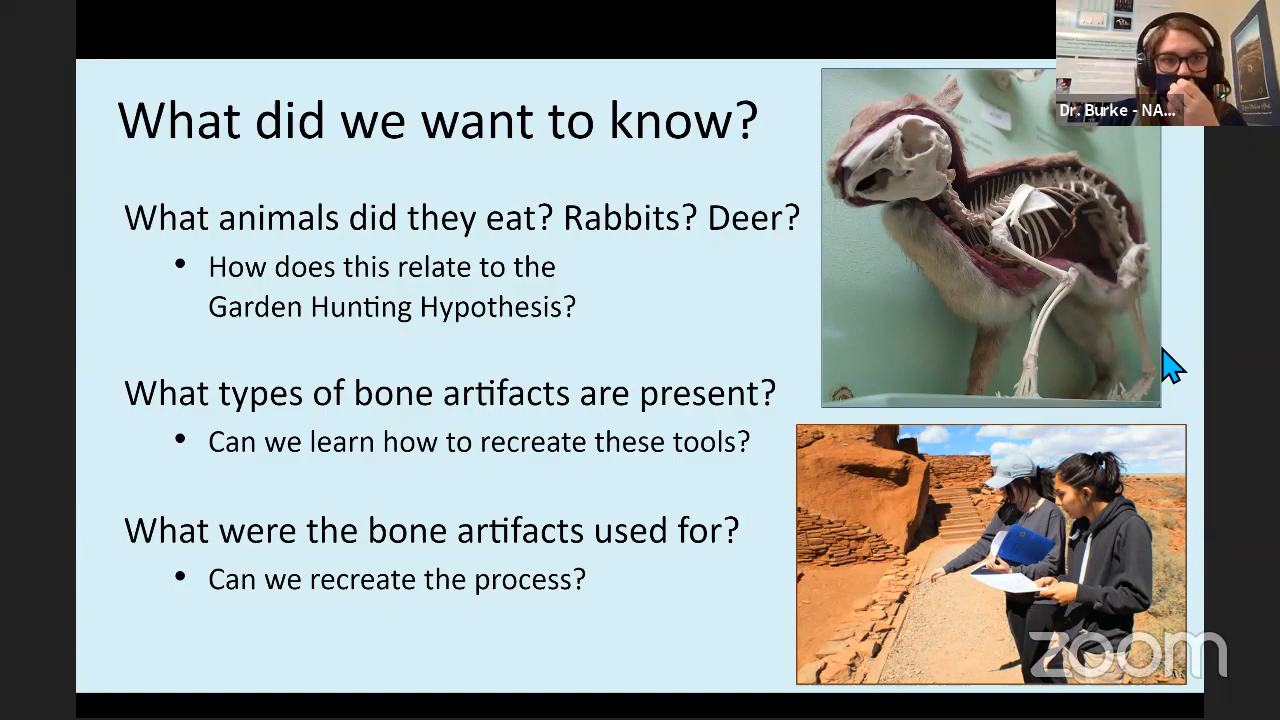 What did we want to know?
What animals did they eat? Rabbits? Deer?
• How does this relate to the
Garden Hunting Hypothesis?
What types of bone artifacts are present?
• Can we learn how to recreate these tools?
What were the bone artifacts used for?
• Can we recreate the process?
Dr. Burke - NA...
zoom